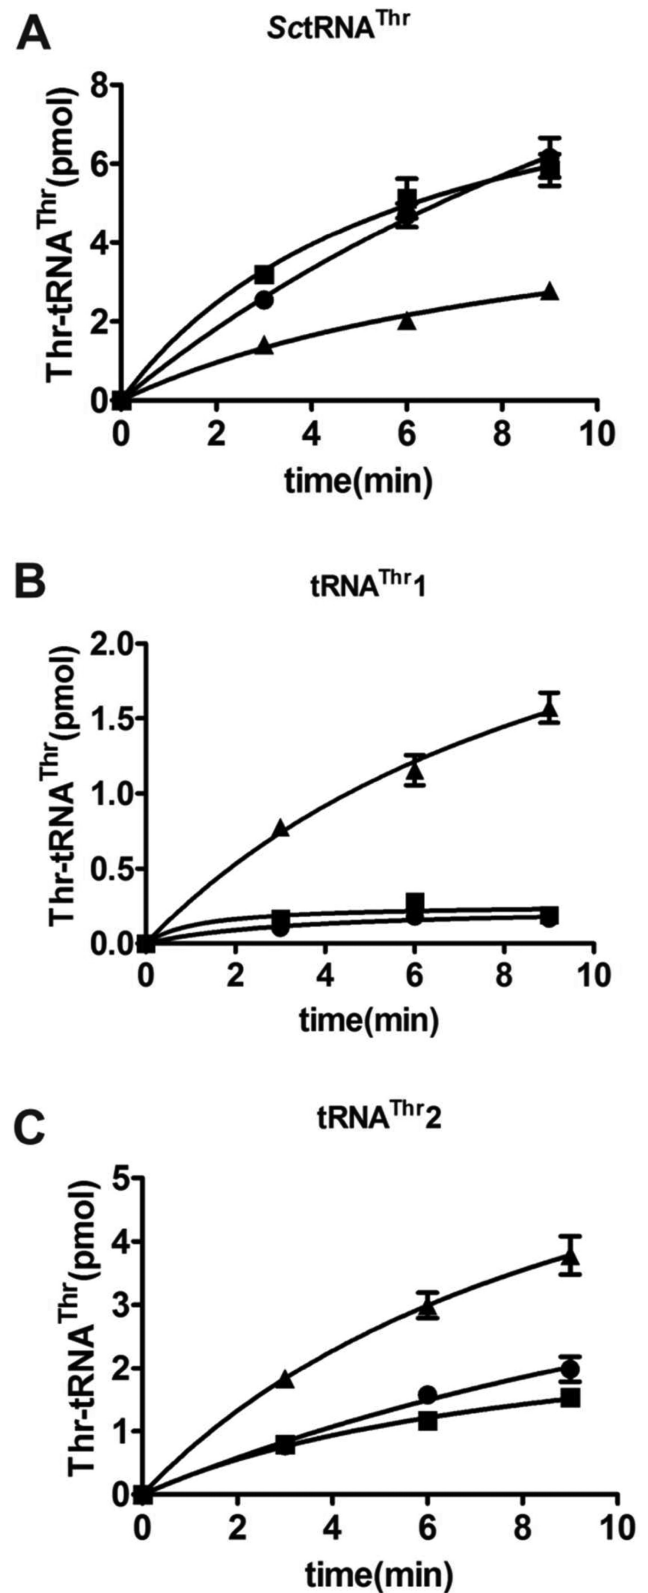 A
SctRNAThr
8
6
4
2
0
Thr-tRNAThr(pmol)
0 2 4 6 8 10
time(min)
B
tRNAThr1
2.0
1.5
1.0
0.5
0.0
Thr-tRNAThr(pmol)
0 2 4 6 8 10
time(min)
C
tRNAThr2
5
4
3
2
1
0
Thr-tRNAThr(pmol)
0 2 4 6 8 10
time(min)